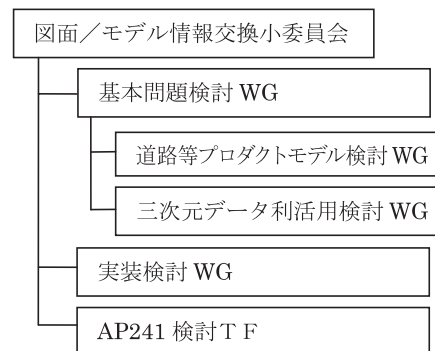 図面／モデル情報交換小委員会
基本問題検討 WG
道路等プロダクトモデル検討 WG
三次元データ利活用検討 WG
実装検討 WG
AP241 検討ＴＦ